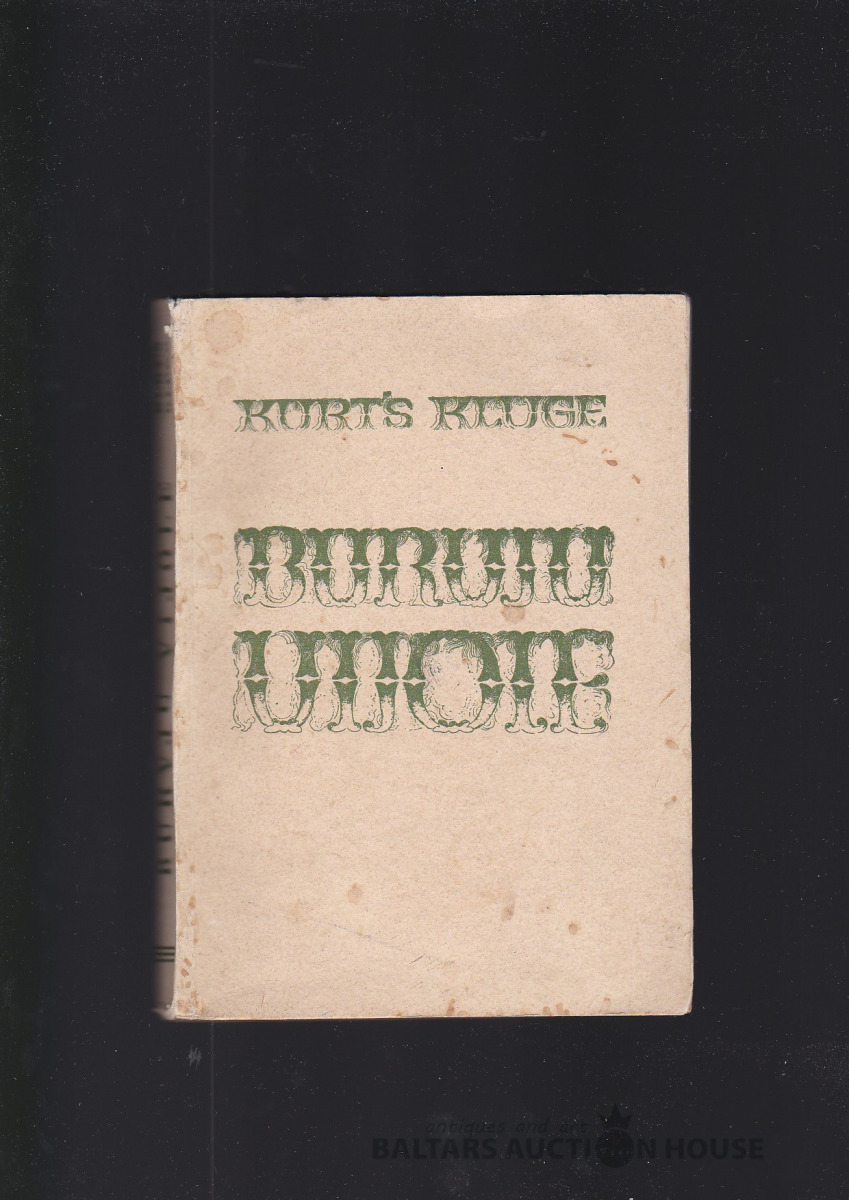 KURT'S KLUGE
BURVJU
VIJOLE
antiques and art
BALTARS AUCTION HOUSE